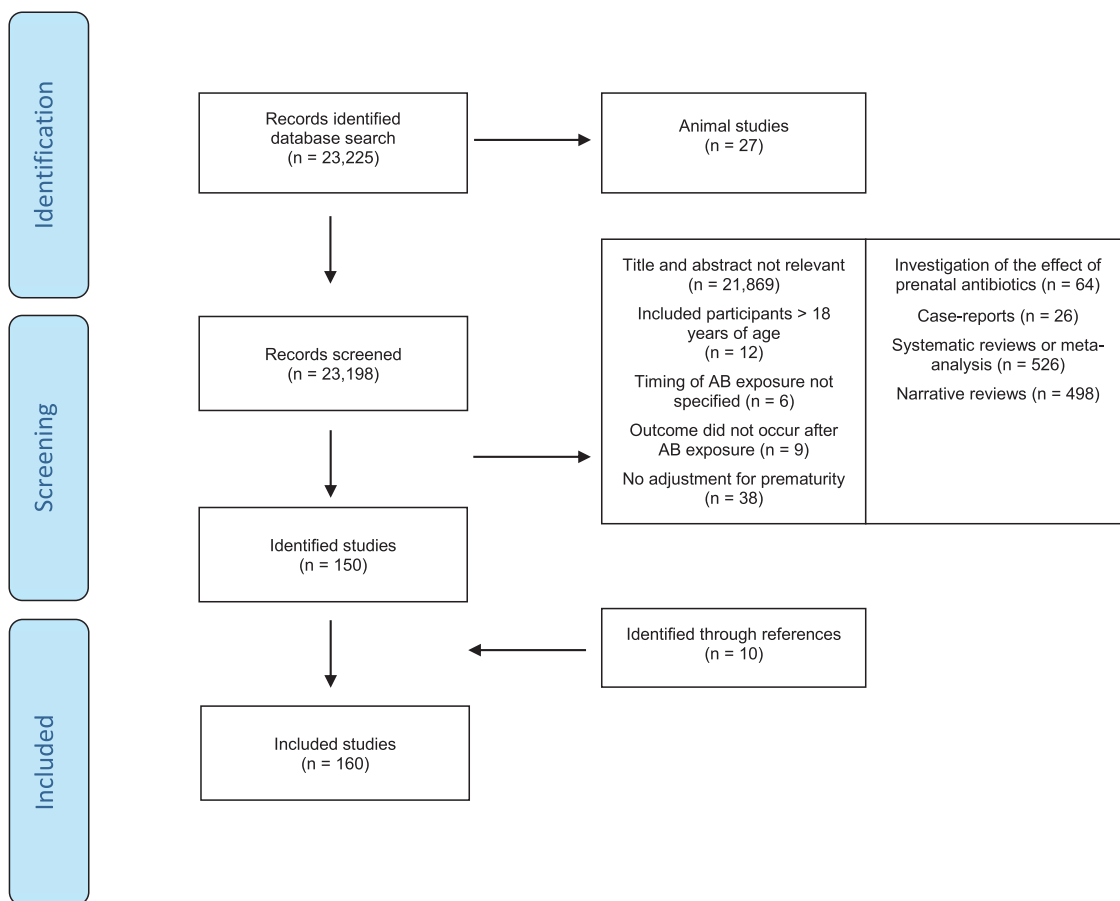 Identification
Records identified
database search
(n = 23,225)
Animal studies
(n = 27)
Screening
Records screened
(n = 23,198)
Title and abstract not relevant
(n = 21,869)
Included participants > 18
years of age
(n = 12)
Timing of AB exposure not
specified (n = 6)
Outcome did not occur after
AB exposure (n = 9)
No adjustment for prematurity
(n = 38)
Investigation of the effect of
prenatal antibiotics (n = 64)
Case-reports (n = 26)
Systematic reviews or meta-
analysis (n = 526)
Narrative reviews (n = 498)
Identified studies
(n = 150)
Included
Identified through references
(n = 10)
Included studies
(n = 160)